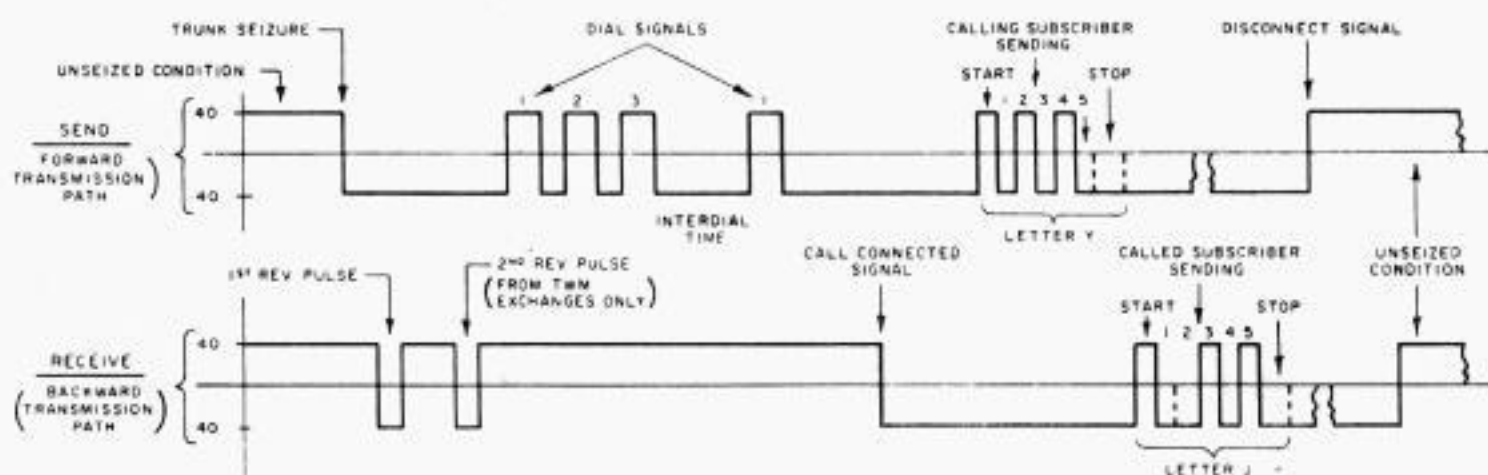 TRUNK SEIZURE
UNSEIZED CONDITION
DIAL SIGNALS
CALLING SUBSCRIBER
SENDING
DISCONNECT SIGNAL
START
STOP
1 2 3 1
1 2 3 4 5
40
SEND
(FORWARD
TRANSMISSION
PATH)
40
INTERDIAL
TIME
LETTER Y
1ST REV PULSE
2ND REV PULSE
(FROM TWM
EXCHANGES ONLY)
CALL CONNECTED
SIGNAL
CALLED SUBSCRIBER
SENDING
UNSEIZED
CONDITION
START
STOP
1 2 3 4 5
40
RECEIVE
(BACKWARD
TRANSMISSION
PATH)
40
LETTER J